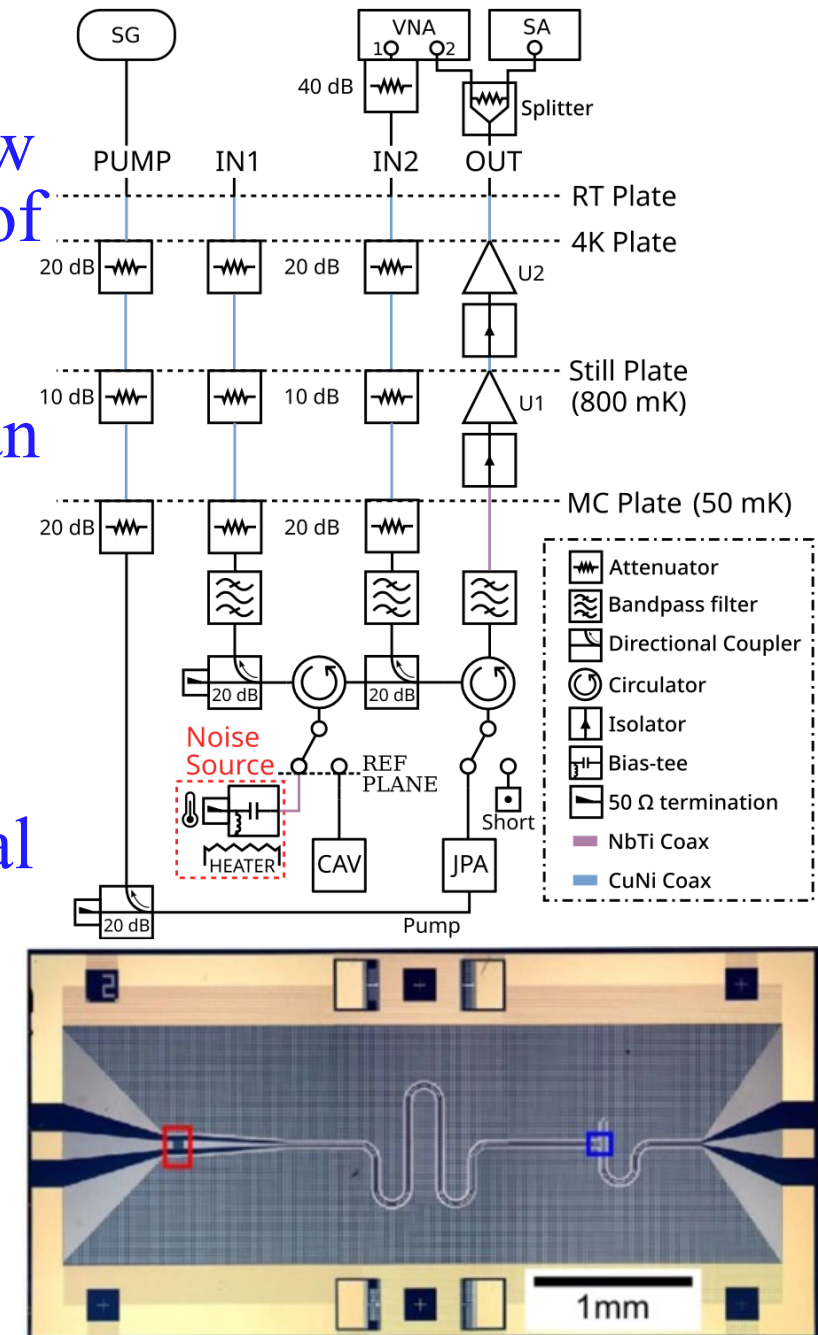 SG
VNA
1
2
SA
40 dB
Splitter
w
PUMP
IN1
IN2
OUT
of
RT Plate
4K Plate
20 dB
20 dB
U2
Still Plate
(800 mK)
10 dB
10 dB
U1
MC Plate (50 mK)
20 dB
20 dB
Attenuator
Bandpass filter
Directional Coupler
Circulator
Isolator
Bias-tee
50 Ω termination
NbTi Coax
CuNi Coax
20 dB
20 dB
Noise
Source
REF
PLANE
Short
HEATER
CAV
JPA
al
20 dB
Pump
2
1mm